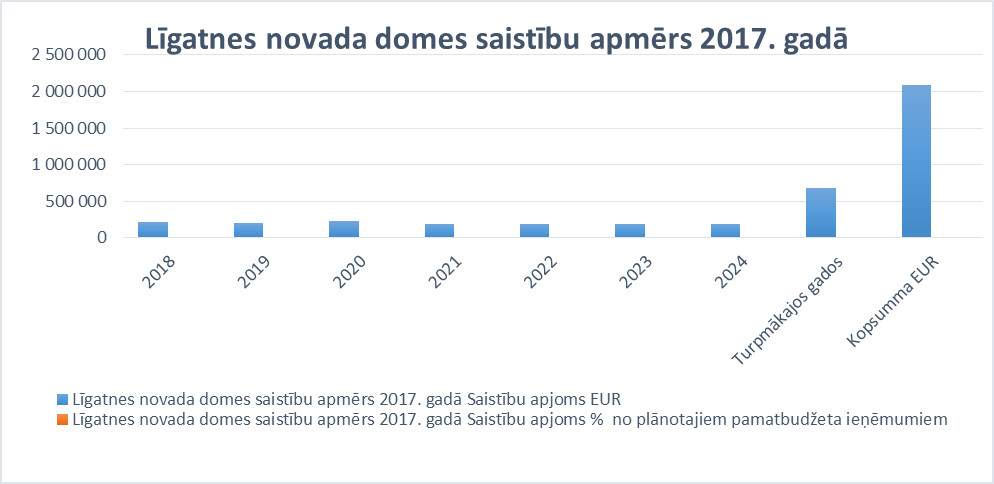 Līgatnes novada domes saistību apmērs 2017. gadā
2 500 000
2 000 000
1 500 000
1 000 000
500 000
0
2018
2019
2020
2021
2022
2023
2024
Turpmākajos gados
Kopsumma EUR
Līgatnes novada domes saistību apmērs 2017. gadā Saistību apjoms EUR
Līgatnes novada domes saistību apmērs 2017. gadā Saistību apjoms %  no plānotajiem pamatbudžeta ieņēmumiem